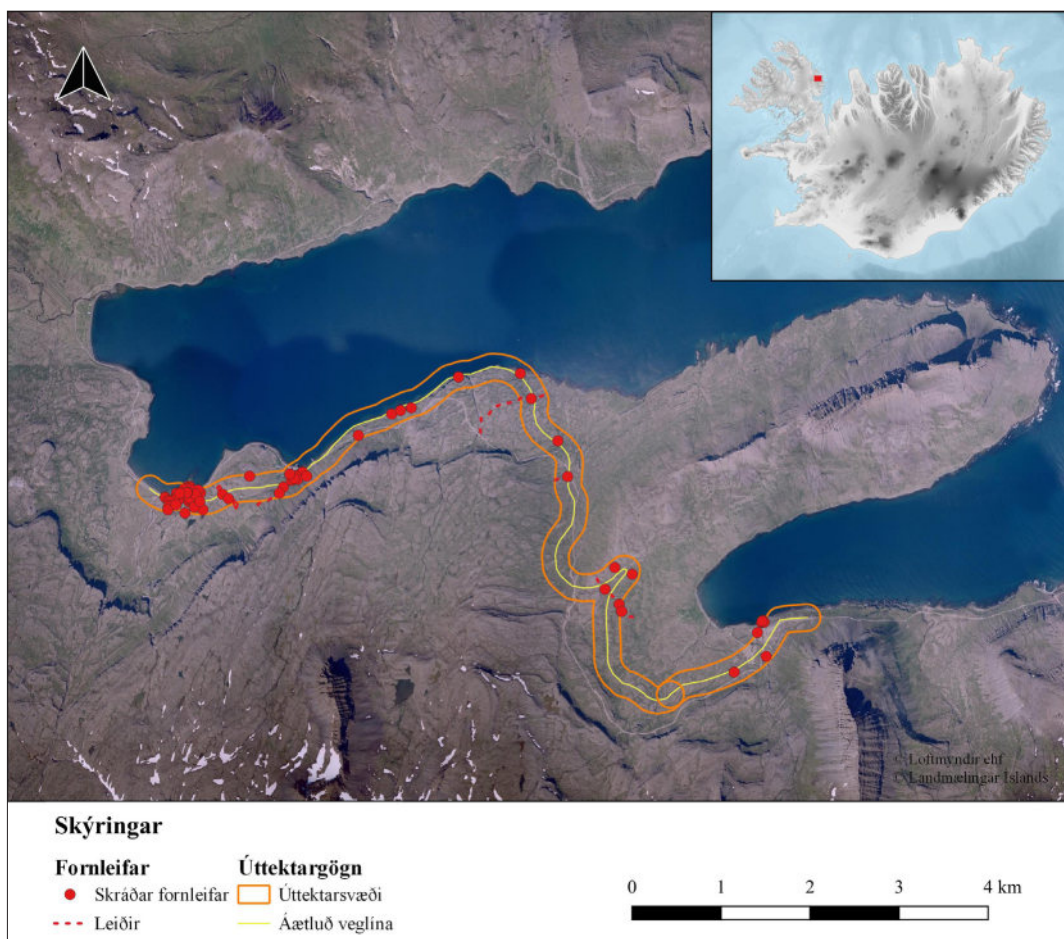 © Loftmyndir ehf
© Landmælingar Íslands
Skýringar
Fornleifar
Skráðar fornleifar
Leiðir
Úttektargögn
Úttektarsvæði
Áætluð veglína
0 1 2 3 4 km